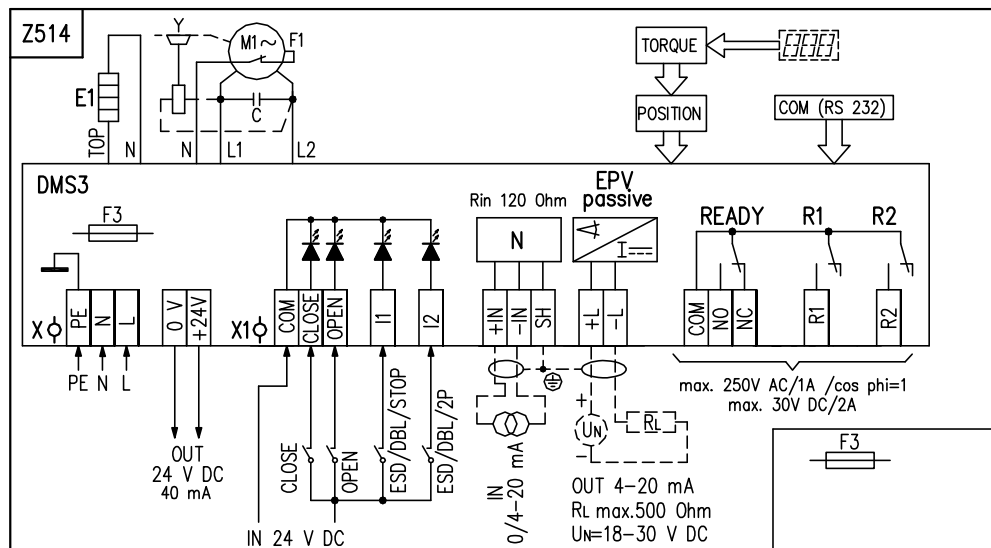 Z514
Y
M1~
F1
TORQUE
E1
C
POSITION
COM (RS 232)
TOP
N
N
L1
L2
DMS3
F3
Rin 120 Ohm
N
EPV
passive
I
READY
R1
R2
X
PE
N
L
0 V
+24V
X1
COM
CLOSE
OPEN
I1
I2
+IN
-IN
SH
+L
-L
COM
NO
NC
R1
R2
PE N L
OUT
24 V DC
40 mA
CLOSE
OPEN
ESD/DBL/STOP
ESD/DBL/2P
IN 24 V DC
IN
0/4-20 mA
+
UN
-
RL
OUT 4-20 mA
RL max.500 Ohm
UN=18-30 V DC
max. 250V AC/1A /cos phi=1
max. 30V DC/2A
F3